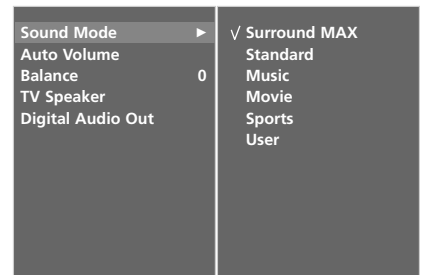 Sound Mode ►
Auto Volume
Balance 0
TV Speaker
Digital Audio Out
√ Surround MAX
Standard
Music
Movie
Sports
User